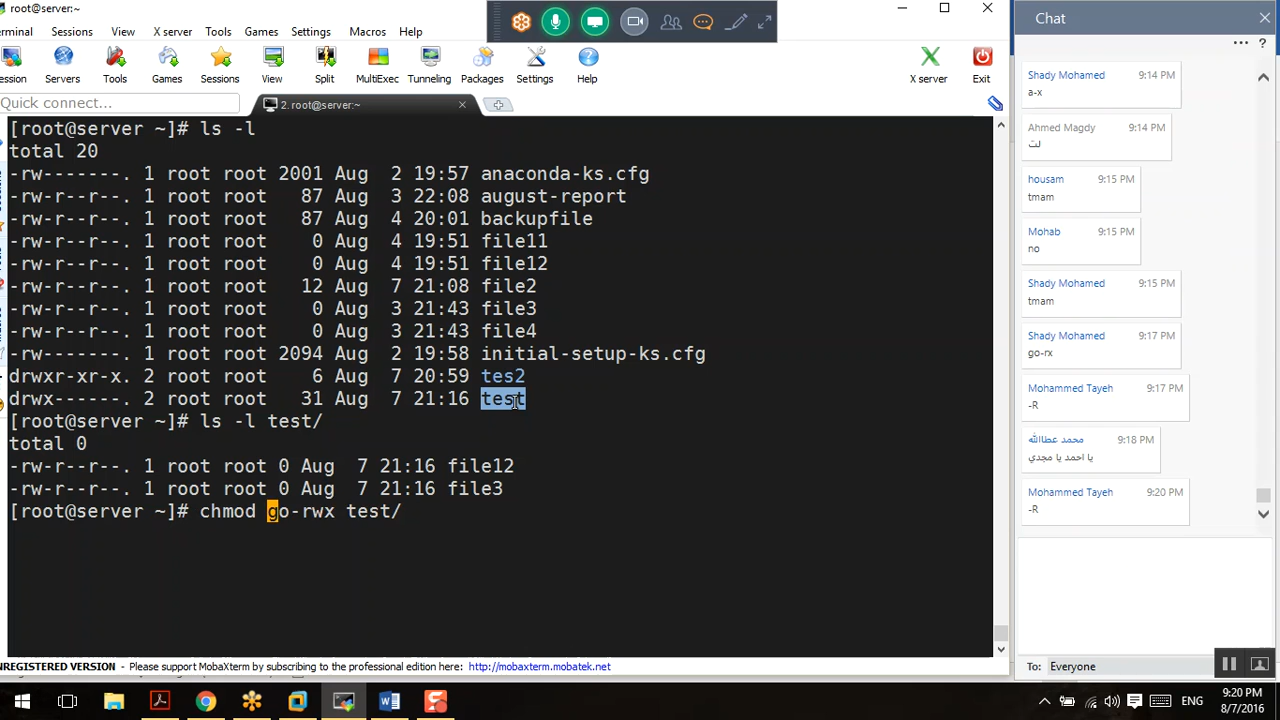 root@server:~
erminal Sessions View X server Tools Games Settings Macros Help
ession Servers Tools Games Sessions View Split MultiExec Tunneling Packages Settings Help X server Exit
Quick connect... 2. root@server:~
[root@server ~]# ls -l
total 20
-rw-------. 1 root root 2001 Aug  2 19:57 anaconda-ks.cfg
-rw-r--r--. 1 root root   87 Aug  3 22:08 august-report
-rw-r--r--. 1 root root   87 Aug  4 20:01 backupfile
-rw-r--r--. 1 root root    0 Aug  4 19:51 file11
-rw-r--r--. 1 root root    0 Aug  4 19:51 file12
-rw-r--r--. 1 root root   12 Aug  7 21:08 file2
-rw-r--r--. 1 root root    0 Aug  3 21:43 file3
-rw-r--r--. 1 root root    0 Aug  3 21:43 file4
-rw-r--r--. 1 root root 2094 Aug  2 19:58 initial-setup-ks.cfg
drwxr-xr-x. 2 root root    6 Aug  7 20:59 tes2
drwx------. 2 root root   31 Aug  7 21:16 test
[root@server ~]# ls -l test/
total 0
-rw-r--r--. 1 root root 0 Aug  7 21:16 file12
-rw-r--r--. 1 root root 0 Aug  7 21:16 file3
[root@server ~]# chmod go-rwx test/
NREGISTERED VERSION - Please support MobaXterm by subscribing to the professional edition here: http://mobaxterm.mobatek.net
Chat
Shady Mohamed 9:14 PM
a-x
Ahmed Magdy 9:14 PM
لت
housam 9:15 PM
tmam
Mohab 9:15 PM
no
Shady Mohamed 9:15 PM
tmam
Shady Mohamed 9:17 PM
go-rx
Mohammed Tayeh 9:17 PM
-R
محمد عطاالله 9:18 PM
يا احمد يا مجدي
Mohammed Tayeh 9:20 PM
-R
To: Everyone
ENG
9:20 PM
8/7/2016